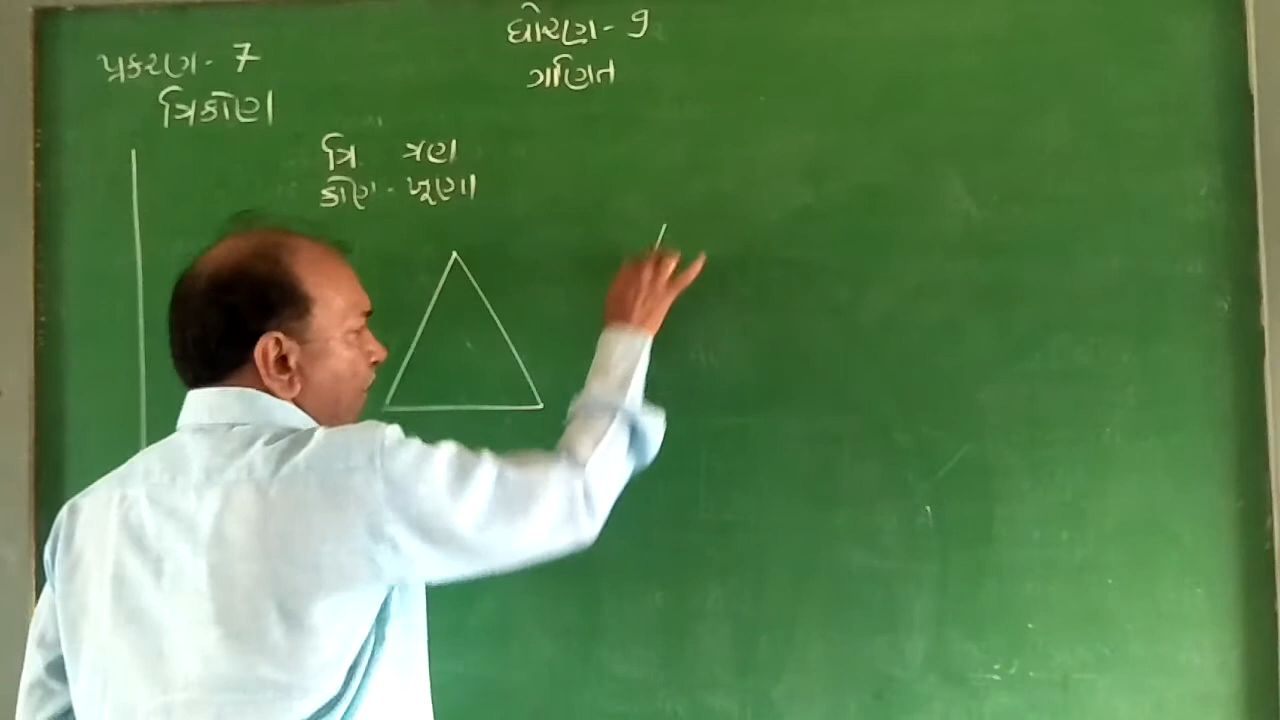 ધોરણ - 9
ગણિત
પ્રકરણ - 7
ત્રિકોણ
ત્રિ ત્રણ
કોણ - ખૂણા